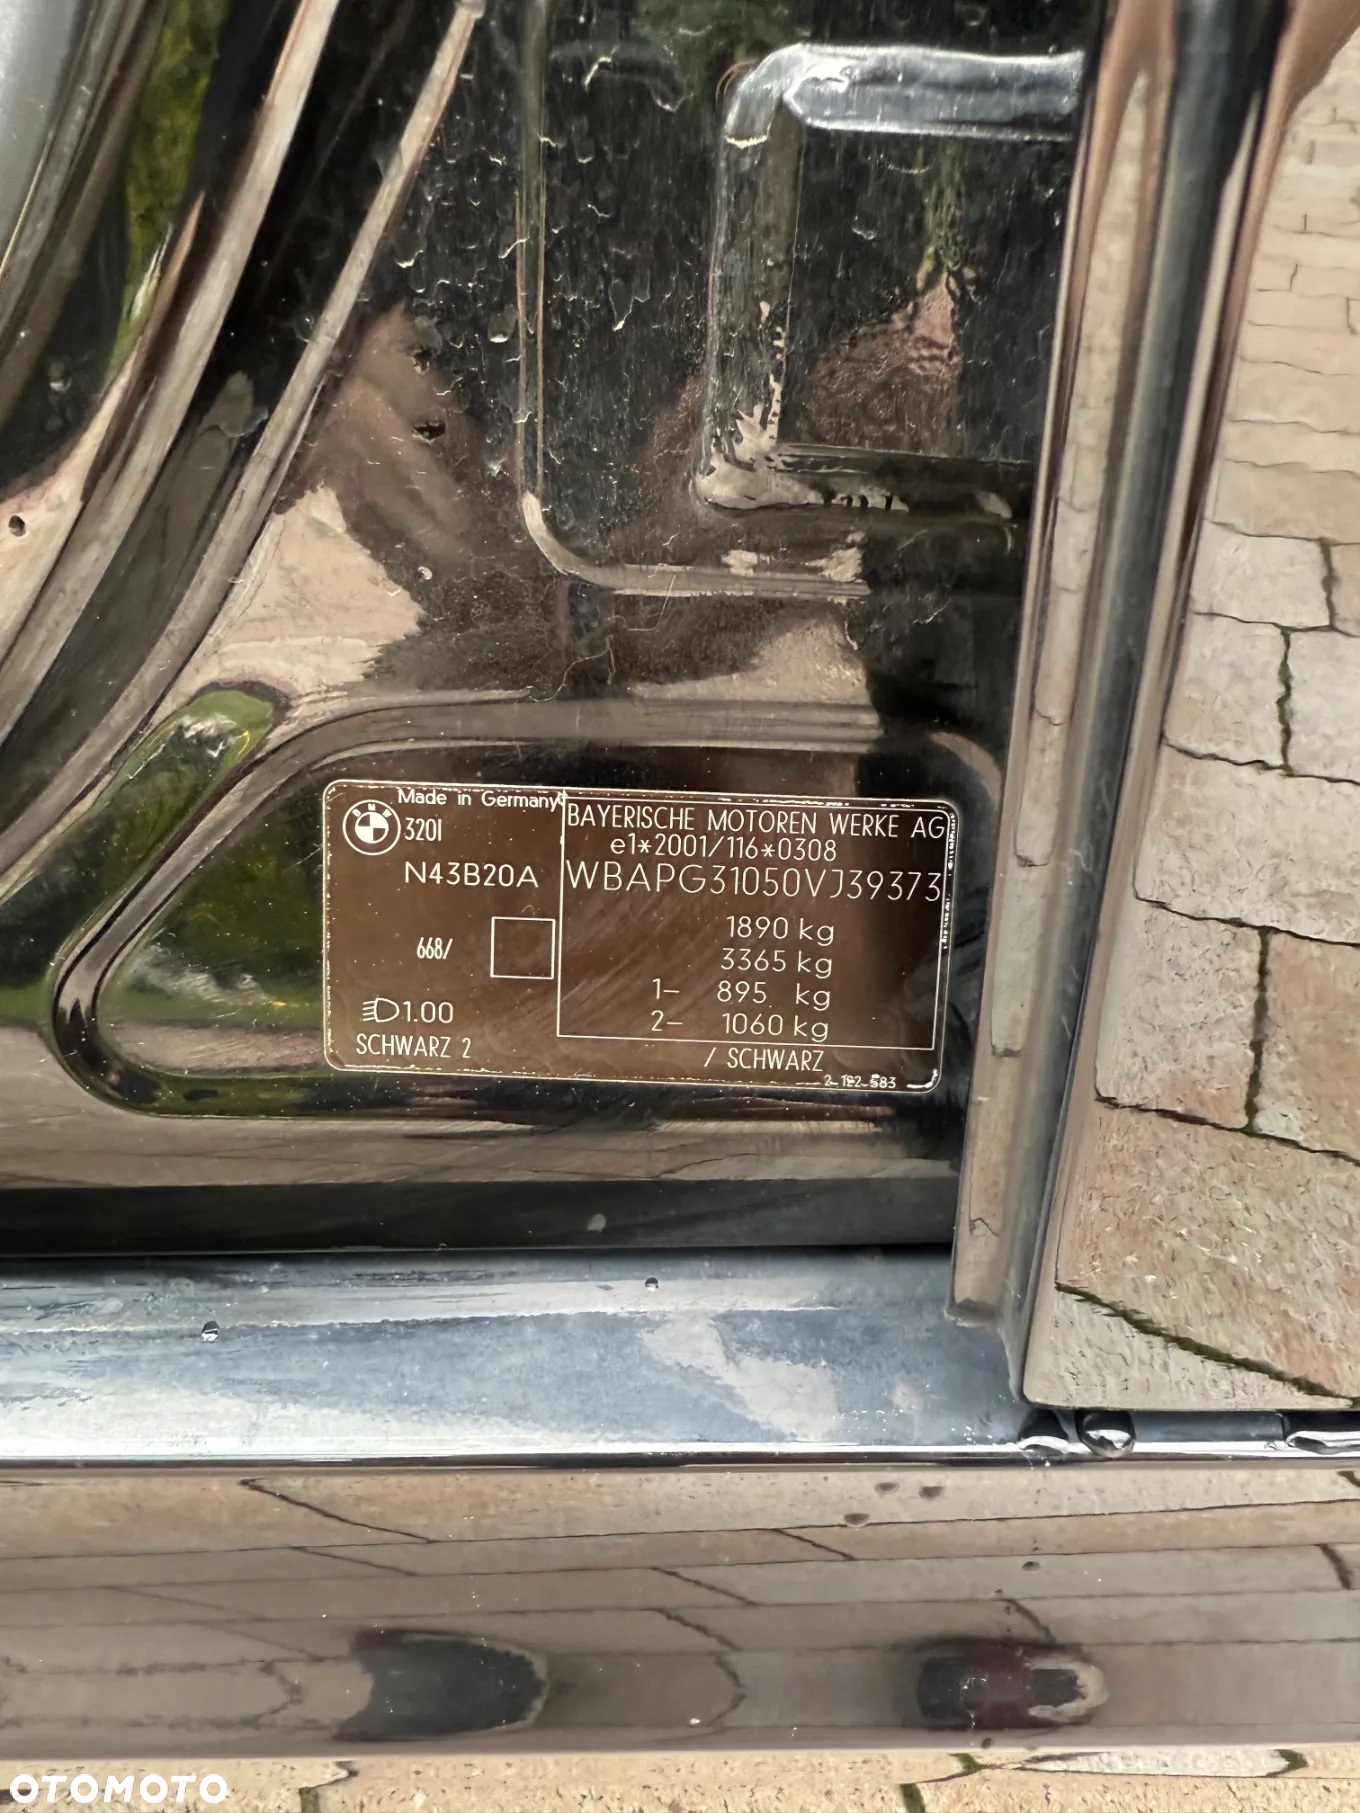 Made in Germany
BMW
320I
N43B20A
668/
1.00
SCHWARZ 2
BAYERISCHE MOTOREN WERKE AG
e1*2001/116*0308
WBAPG31050VJ39373
1890 kg
3365 kg
1- 895 kg
2- 1060 kg
/ SCHWARZ
OTOMOTO